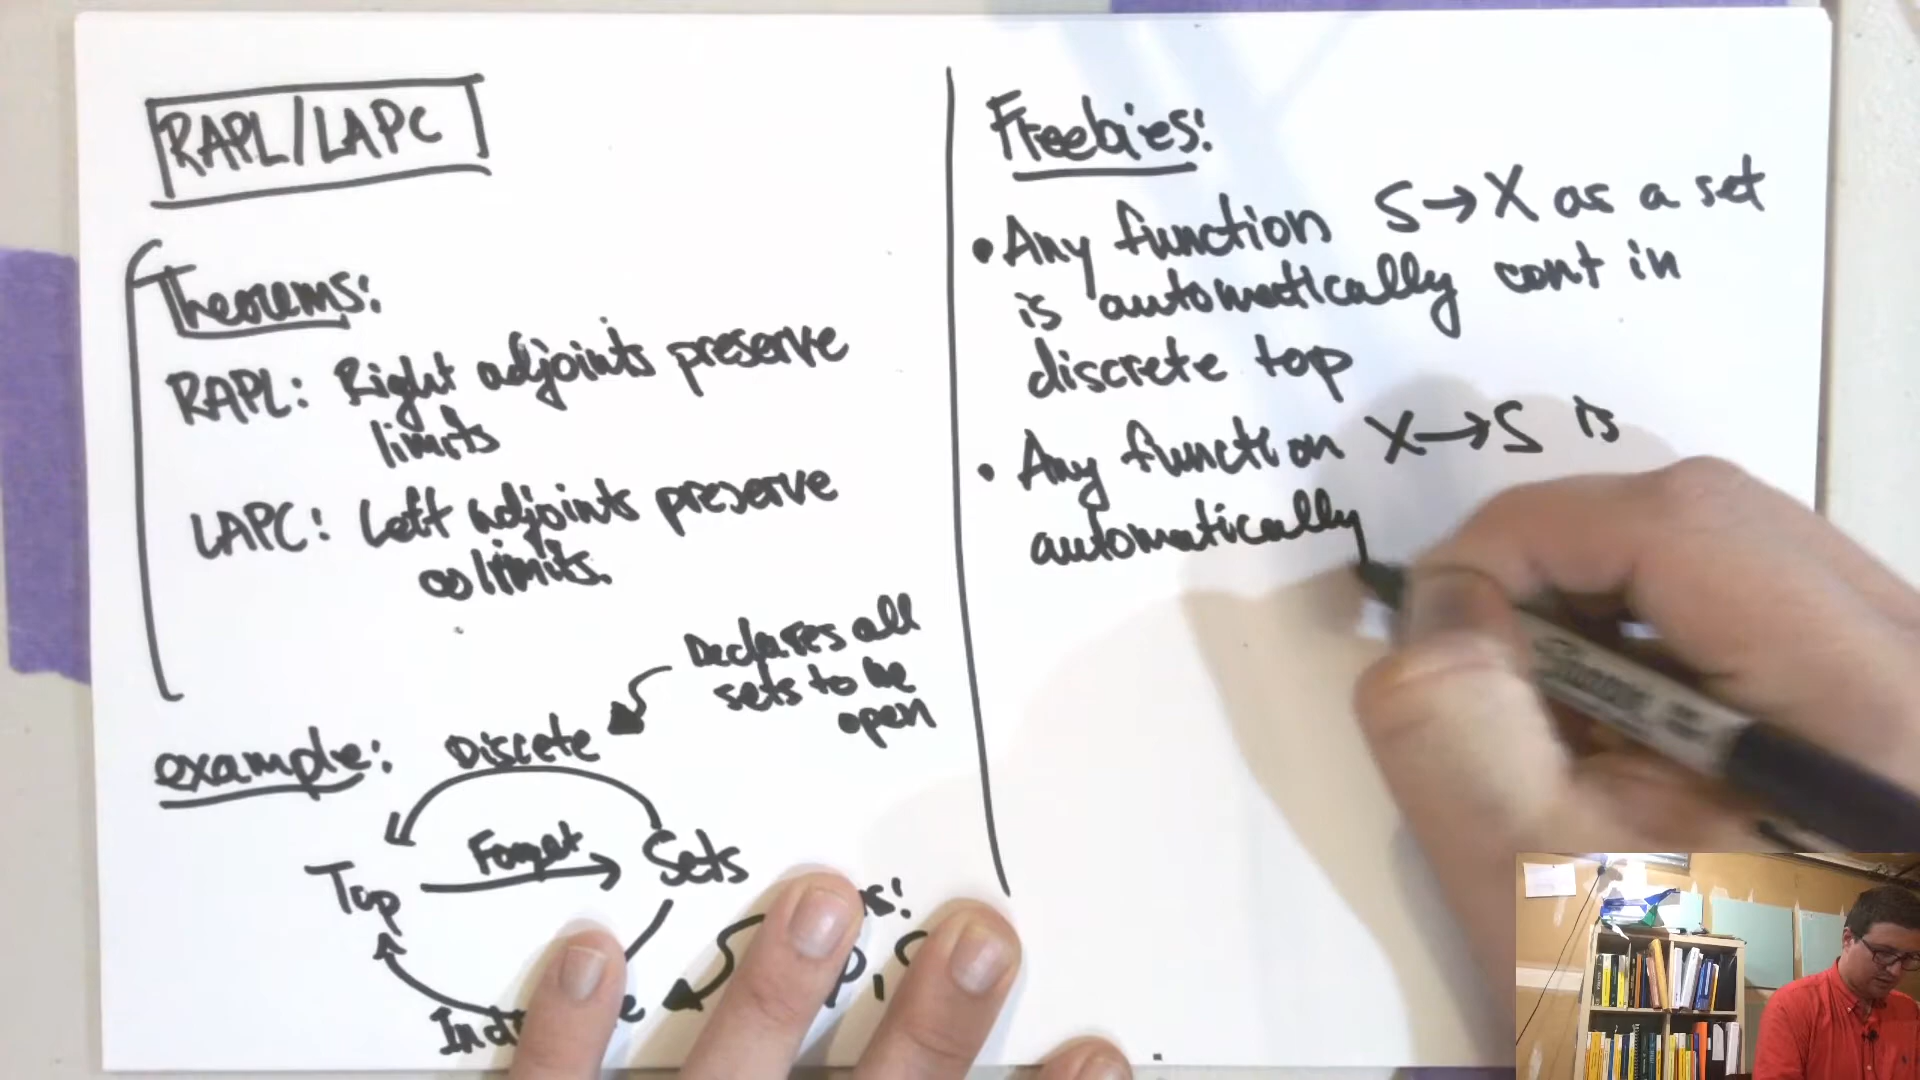 RAPL/LAPC
Theorems:
RAPL: Right adjoints preserve
limits
LAPC: Left adjoints preserve
colimits.
example:
Discete
Declares all
sets to be
open
Forget
Top
Sets
Freebies:
• Any function S→X as a set
is automatically cont in
discrete top
• Any function X→S is
automatically